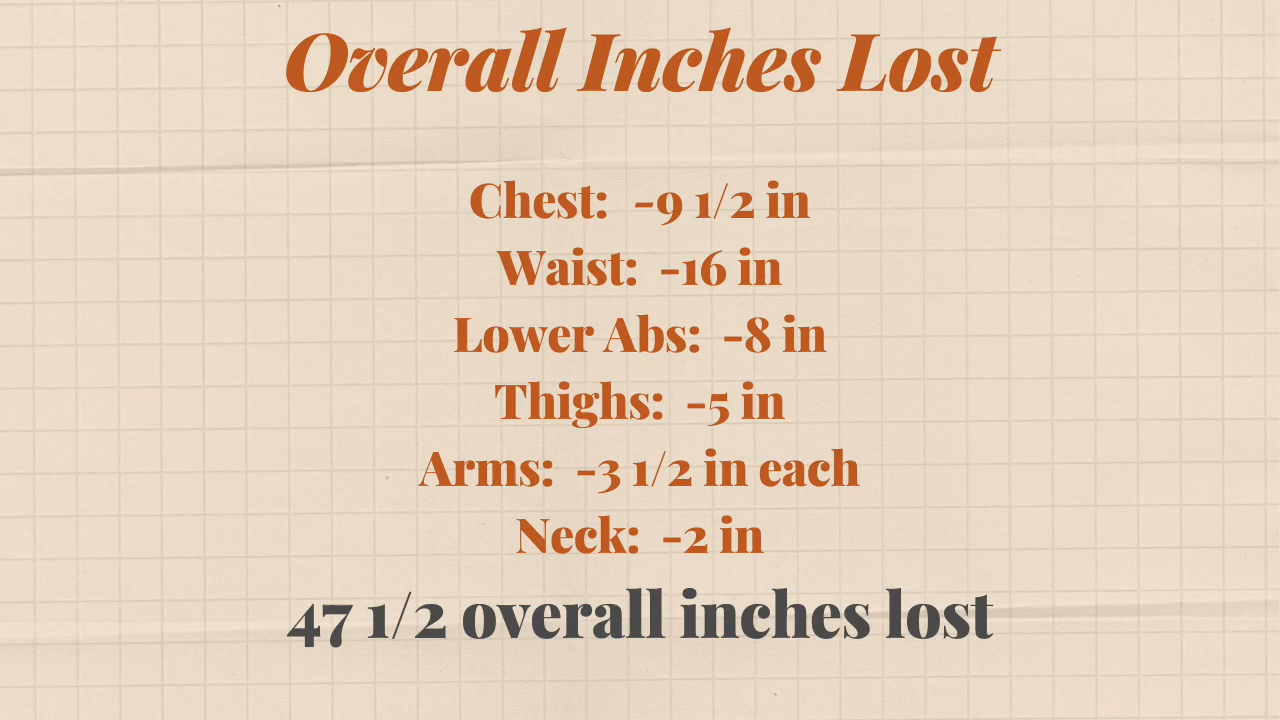 Overall Inches Lost
Chest: -9 1/2 in
Waist: -16 in
Lower Abs: -8 in
Thighs: -5 in
Arms: -3 1/2 in each
Neck: -2 in
47 1/2 overall inches lost